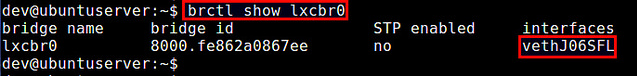 dev@ubuntuserver:~$ brctl show lxcbr0
bridge name bridge id STP enabled interfaces
lxcbr0 8000.fe862a0867ee no vethJ06SFL
dev@ubuntuserver:~$